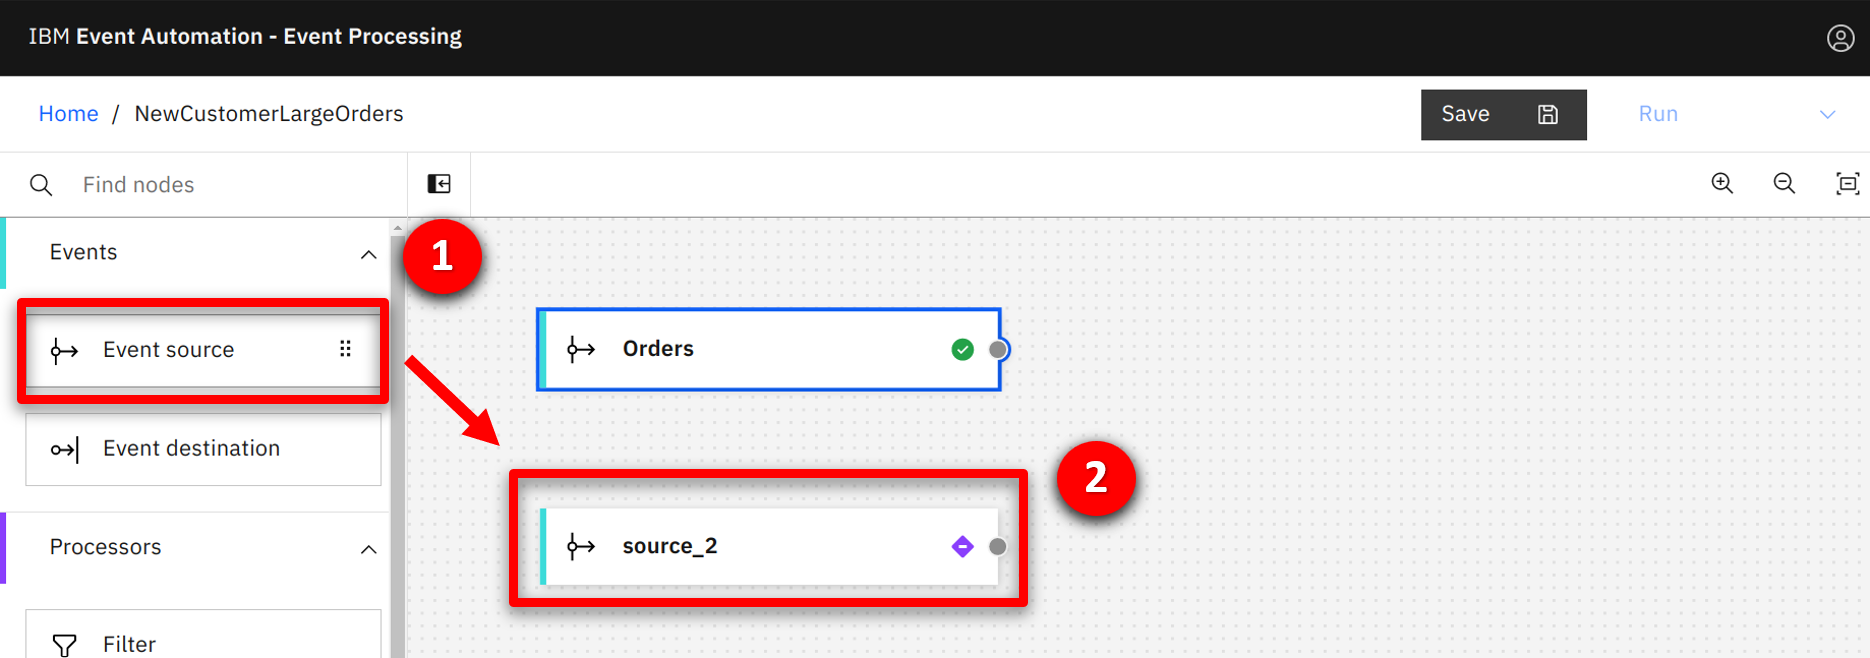 IBM Event Automation - Event Processing
Home / NewCustomerLargeOrders
Save
Run
Find nodes
Events
1
Event source
Orders
Event destination
2
source_2
Processors
Filter